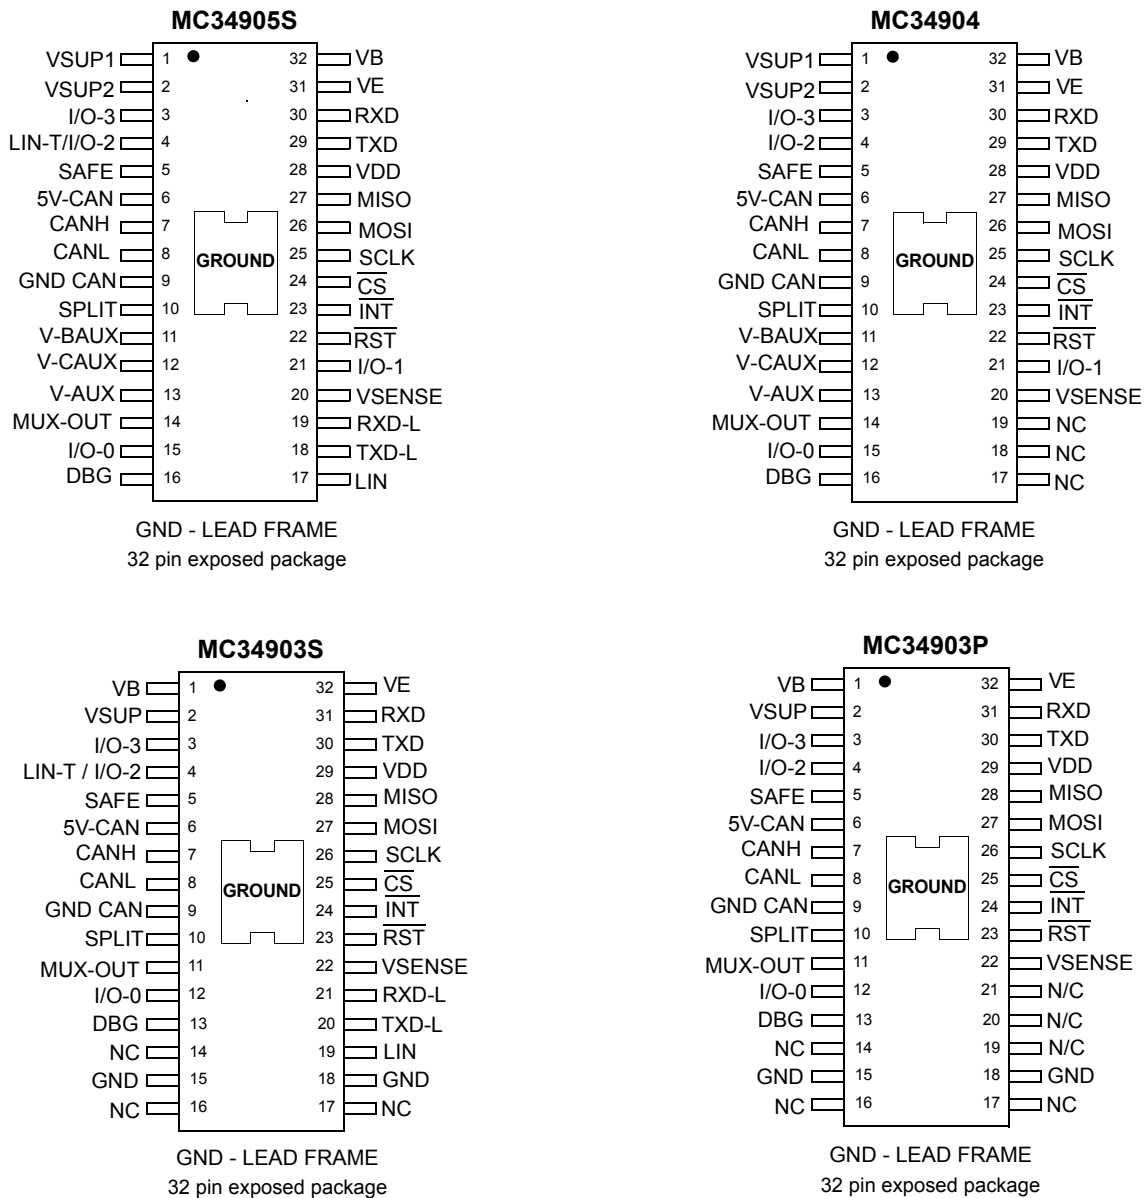 MC34905S
VSUP1 1 32 VB
VSUP2 2 31 VE
I/O-3 3 30 RXD
LIN-T/I/O-2 4 29 TXD
SAFE 5 28 VDD
5V-CAN 6 27 MISO
CANH 7 26 MOSI
CANL 8 GROUND 25 SCLK
GND CAN 9 24 CS
SPLIT 10 23 INT
V-BAUX 11 22 RST
V-CAUX 12 21 I/O-1
V-AUX 13 20 VSENSE
MUX-OUT 14 19 RXD-L
I/O-0 15 18 TXD-L
DBG 16 17 LIN
GND - LEAD FRAME
32 pin exposed package
MC34904
VSUP1 1 32 VB
VSUP2 2 31 VE
I/O-3 3 30 RXD
I/O-2 4 29 TXD
SAFE 5 28 VDD
5V-CAN 6 27 MISO
CANH 7 26 MOSI
CANL 8 GROUND 25 SCLK
GND CAN 9 24 CS
SPLIT 10 23 INT
V-BAUX 11 22 RST
V-CAUX 12 21 I/O-1
V-AUX 13 20 VSENSE
MUX-OUT 14 19 NC
I/O-0 15 18 NC
DBG 16 17 NC
GND - LEAD FRAME
32 pin exposed package
MC34903S
VB 1 32 VE
VSUP 2 31 RXD
I/O-3 3 30 TXD
LIN-T / I/O-2 4 29 VDD
SAFE 5 28 MISO
5V-CAN 6 27 MOSI
CANH 7 26 SCLK
CANL 8 GROUND 25 CS
GND CAN 9 24 INT
SPLIT 10 23 RST
MUX-OUT 11 22 VSENSE
I/O-0 12 21 RXD-L
DBG 13 20 TXD-L
NC 14 19 LIN
GND 15 18 GND
NC 16 17 NC
GND - LEAD FRAME
32 pin exposed package
MC34903P
VB 1 32 VE
VSUP 2 31 RXD
I/O-3 3 30 TXD
I/O-2 4 29 VDD
SAFE 5 28 MISO
5V-CAN 6 27 MOSI
CANH 7 26 SCLK
CANL 8 GROUND 25 CS
GND CAN 9 24 INT
SPLIT 10 23 RST
MUX-OUT 11 22 VSENSE
I/O-0 12 21 N/C
DBG 13 20 N/C
NC 14 19 N/C
GND 15 18 GND
NC 16 17 NC
GND - LEAD FRAME
32 pin exposed package